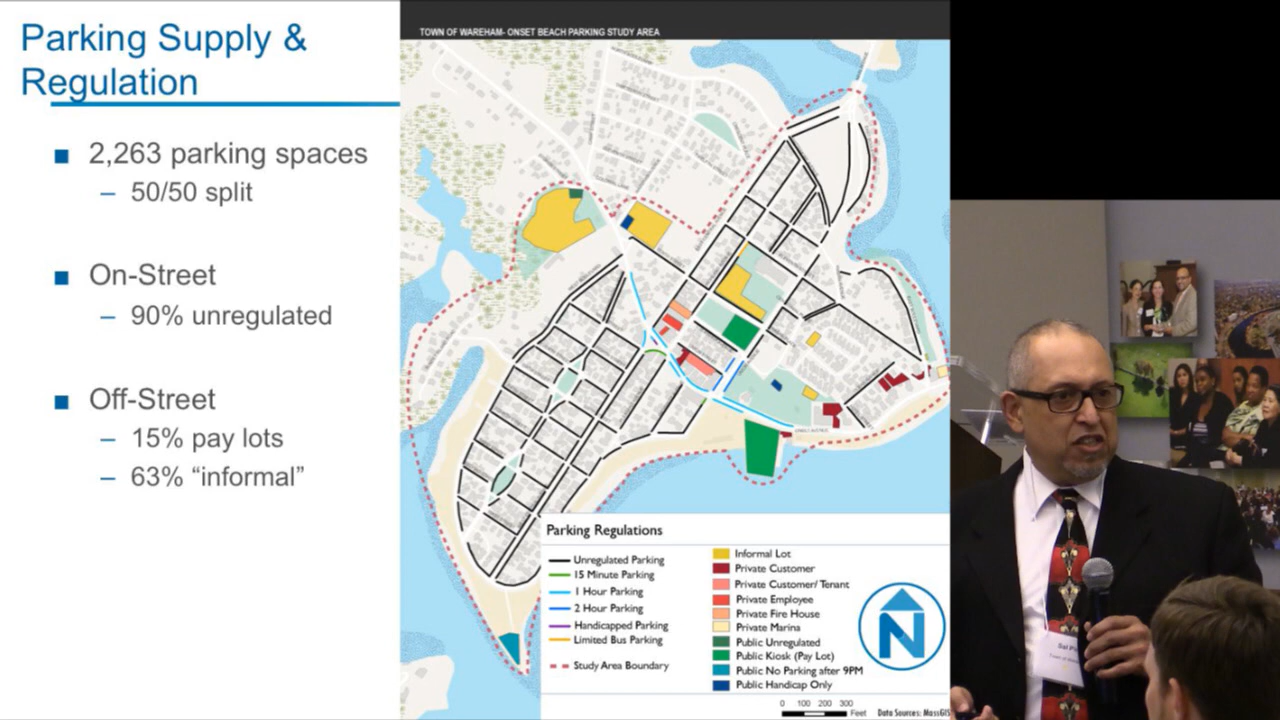 Parking Supply &
Regulation
2,263 parking spaces
– 50/50 split
On-Street
– 90% unregulated
Off-Street
– 15% pay lots
– 63% “informal”
TOWN OF WAREHAM- ONSET BEACH PARKING STUDY AREA
Parking Regulations
Unregulated Parking
15 Minute Parking
1 Hour Parking
2 Hour Parking
Handicapped Parking
Limited Bus Parking
Study Area Boundary
Informal Lot
Private Customer
Private Customer/ Tenant
Private Employee
Private Fire House
Private Marina
Public Unregulated
Public Kiosk (Pay Lot)
Public No Parking after 9PM
Public Handicap Only
N
0 100 200 300
Feet
Data Sources: MassGIS
Sal
Town of